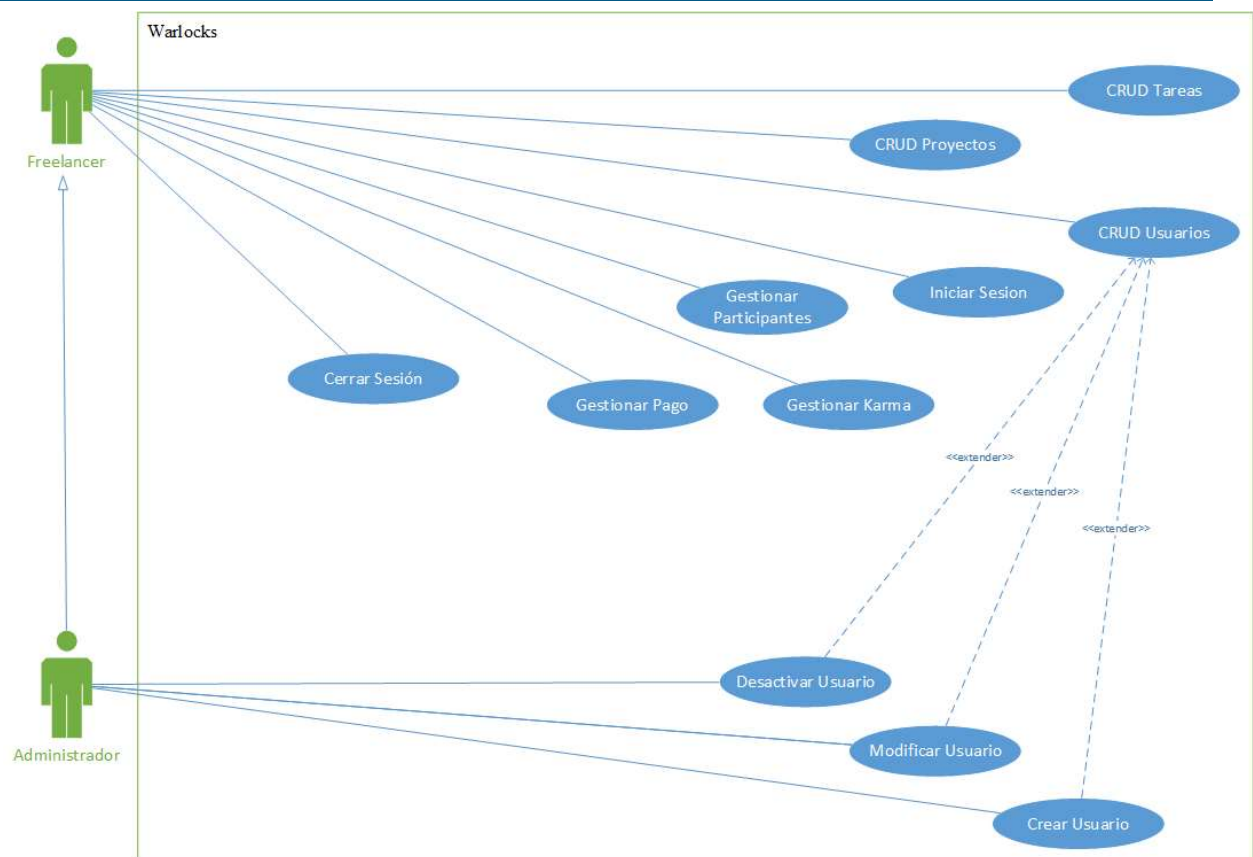 Warlocks
CRUD Tareas
CRUD Proyectos
Freelancer
CRUD Usuarios
Iniciar Sesion
Gestionar
Participantes
Cerrar Sesión
Gestionar Pago
Gestionar Karma
<<extender>>
<<extender>>
<<extender>>
Desactivar Usuario
Modificar Usuario
Administrador
Crear Usuario